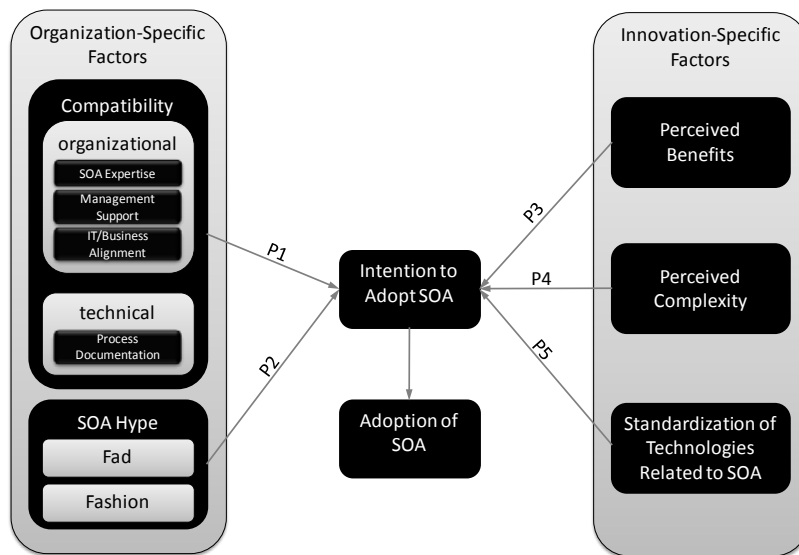 Organization-Specific
Factors
Compatibility
organizational
SOA Expertise
Management
Support
IT/Business
Alignment
technical
Process
Documentation
SOA Hype
Fad
Fashion
P1
P2
Intention to
Adopt SOA
Adoption of
SOA
P3
P4
P5
Innovation-Specific
Factors
Perceived
Benefits
Perceived
Complexity
Standardization of
Technologies
Related to SOA